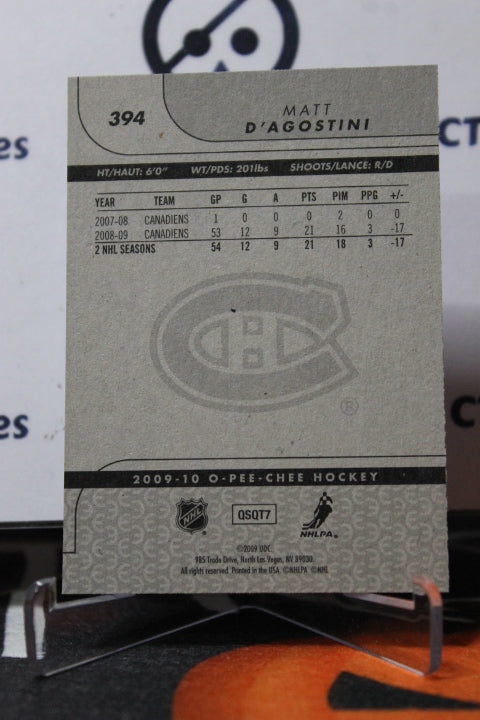 394
MATT
D'AGOSTINI
CT
es
HT/HAUT: 6'0" WT/PDS: 201lbs SHOOTS/LANCE: R/D
YEAR TEAM GP G A PTS PIM PPG +/-
2007-08 CANADIENS 1 0 0 0 2 0 0
2008-09 CANADIENS 53 12 9 21 16 3 -17
2 NHL SEASONS 54 12 9 21 18 3 -17
®
CT
es
2009-10 O-PEE-CHEE HOCKEY
NHL QSQT7 NHLPA®
©2009 UDC.
985 Trade Drive, North Las Vegas, NV 89030.
All rights reserved. Printed in the USA. ©NHLPA ©NHL